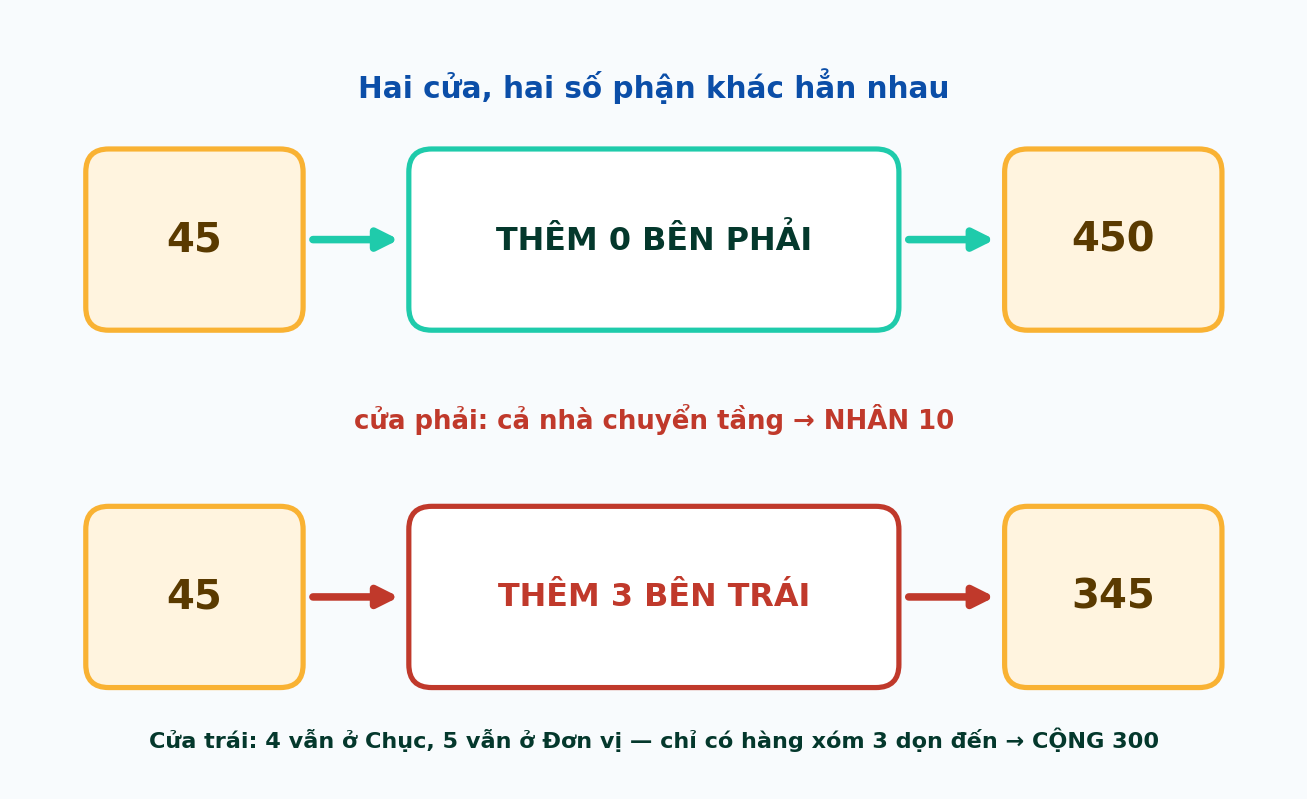 Hai cửa, hai số phận khác hẳn nhau
45
THÊM 0 BÊN PHẢI
450
cửa phải: cả nhà chuyển tầng → NHÂN 10
45
THÊM 3 BÊN TRÁI
345
Cửa trái: 4 vẫn ở Chục, 5 vẫn ở Đơn vị — chỉ có hàng xóm 3 dọn đến → CỘNG 300